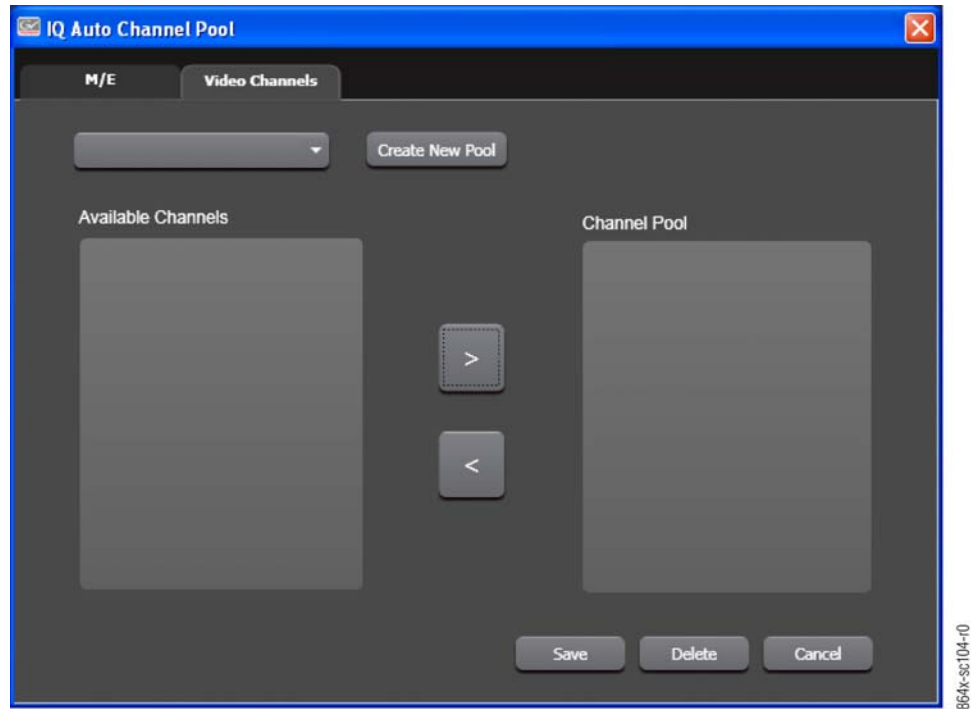 IQ Auto Channel Pool
M/E
Video Channels
Create New Pool
Available Channels
Channel Pool
>
<
Save
Delete
Cancel
864x-sc104-r0